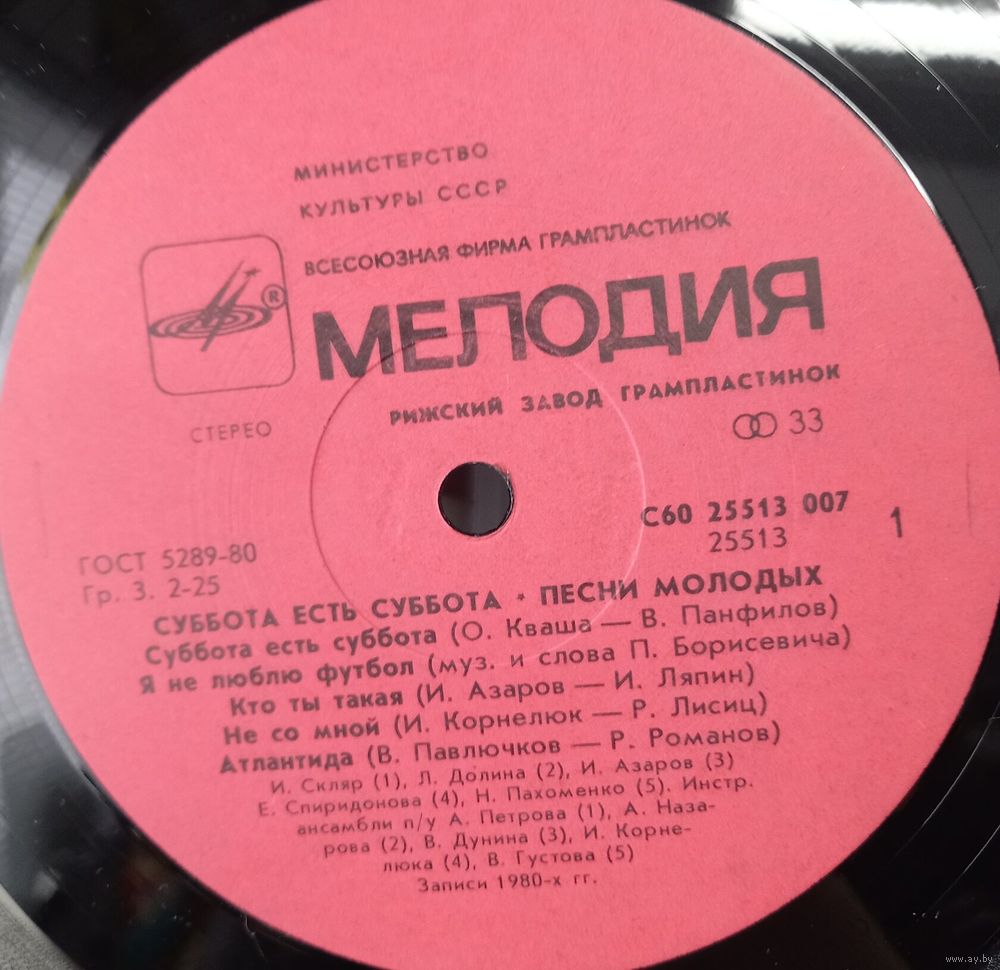 МИНИСТЕРСТВО
КУЛЬТУРЫ СССР
ВСЕСОЮЗНАЯ ФИРМА ГРАМПЛАСТИНОК
®
МЕЛОДИЯ
РИЖСКИЙ ЗАВОД ГРАМПЛАСТИНОК
СТЕРЕО
33
С60 25513 007
25513
1
ГОСТ 5289-80
Гр. 3. 2-25
СУББОТА ЕСТЬ СУББОТА * ПЕСНИ МОЛОДЫХ
Суббота есть суббота (О. Кваша — В. Панфилов)
Я не люблю футбол (муз. и слова П. Борисевича)
Кто ты такая (И. Азаров — И. Ляпин)
Не со мной (И. Корнелюк — Р. Лисиц)
Атлантида (В. Павлючков — Р. Романов)
И. Скляр (1), Л. Долина (2), И. Азаров (3)
Е. Спиридонова (4), Н. Пахоменко (5). Инстр.
ансамбли п/у А. Петрова (1), А. Наза-
рова (2), В. Дунина (3), И. Корне-
люка (4), В. Густова (5)
Записи 1980-х гг.
www.ay.by